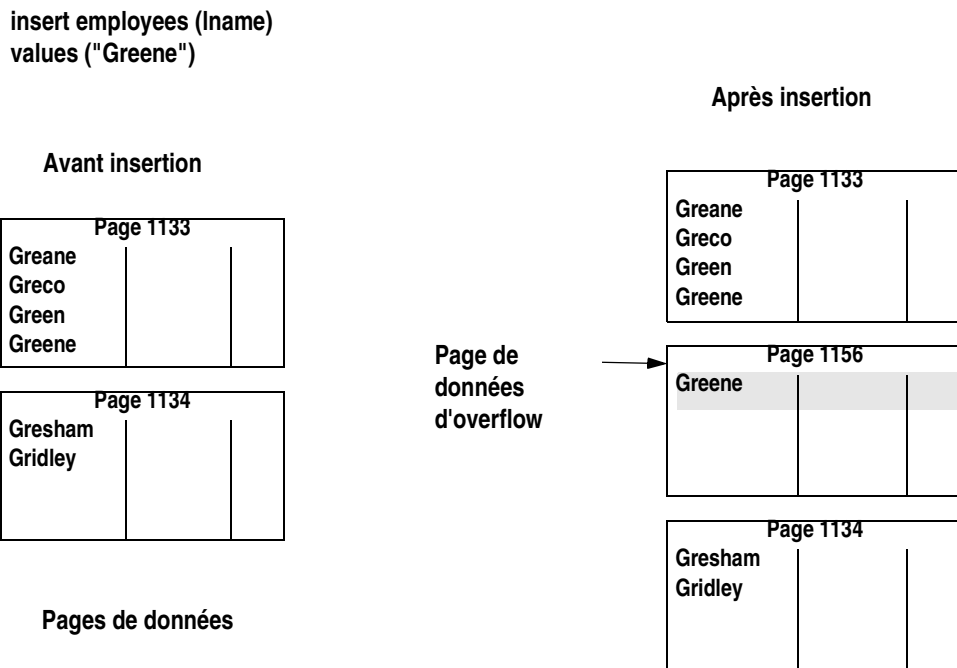 insert employees (lname)
values ("Greene")
Avant insertion
Page 1133
Greane
Greco
Green
Greene
Page 1134
Gresham
Gridley
Pages de données
Après insertion
Page 1133
Greane
Greco
Green
Greene
Page de
données
d'overflow
Page 1156
Greene
Page 1134
Gresham
Gridley